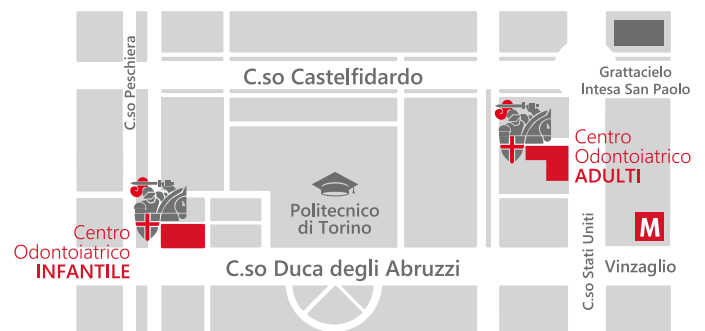 C.so Peschiera
C.so Castelfidardo
Grattacielo
Intesa San Paolo
Centro
Odontoiatrico
ADULTI
Politecnico
di Torino
Centro
Odontoiatrico
INFANTILE
C.so Duca degli Abruzzi
C.so Stati Uniti
M
Vinzaglio